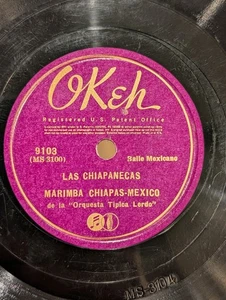 OKeh
Registered U.S. Patent Office
9103
(MS 3100)
Baile Mexicano
LAS CHIAPANECAS
MARIMBA CHIAPAS-MEXICO
de la "Orquesta Tipica Lerdo"